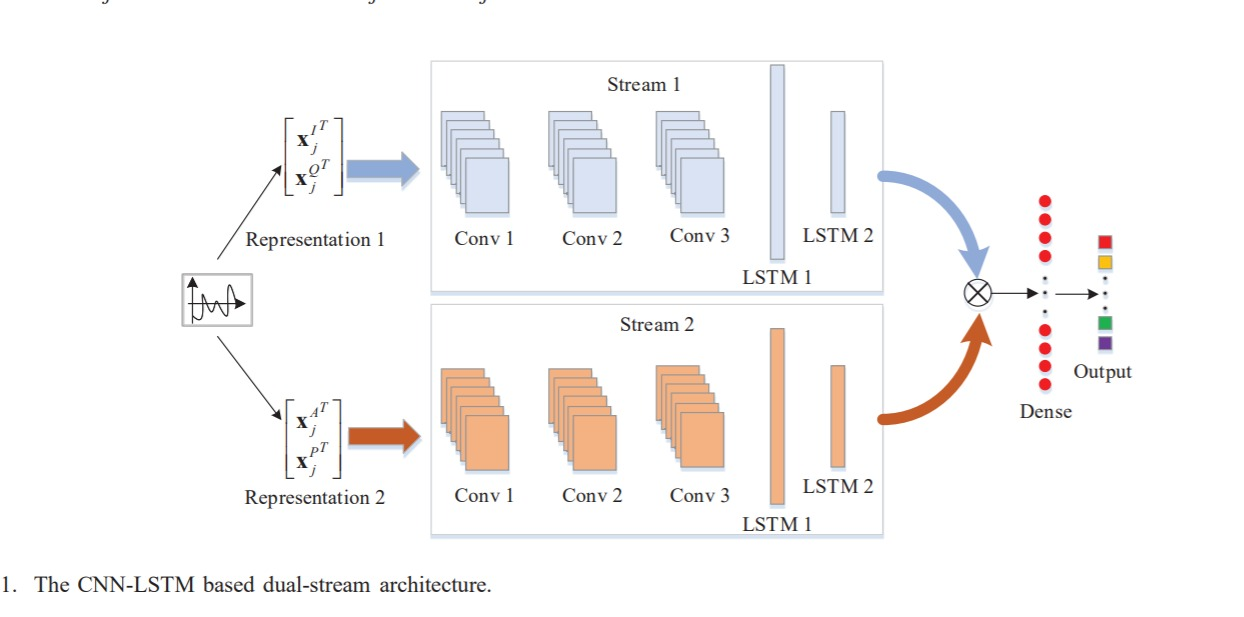 Stream 1
x_j^{I^T}
x_j^{Q^T}
Representation 1
Conv 1
Conv 2
Conv 3
LSTM 1
LSTM 2
Stream 2
x_j^{A^T}
x_j^{P^T}
Representation 2
Conv 1
Conv 2
Conv 3
LSTM 1
LSTM 2
Dense
Output
1. The CNN-LSTM based dual-stream architecture.